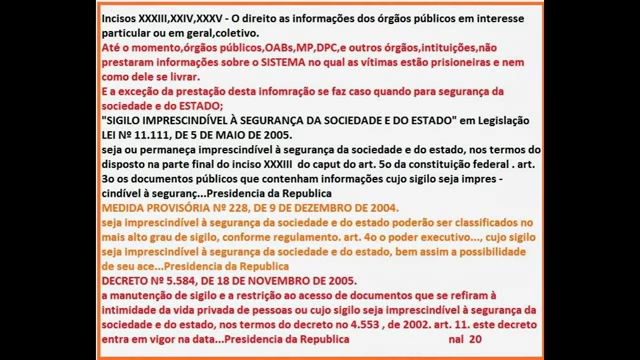 Incisos XXXIII,XXIV,XXXV - O direito as informações dos órgãos públicos em interesse
particular ou em geral,coletivo.
Até o momento,órgãos públicos,OABs,MP,DPC,e outros órgãos,intituições,não
prestaram informações sobre o SISTEMA no qual as vítimas estão prisioneiras e nem
como dele se livrar.
E a exceção da prestação desta infomração se faz caso quando para segurança da
sociedade e do ESTADO;
"SIGILO IMPRESCINDÍVEL À SEGURANÇA DA SOCIEDADE E DO ESTADO" em Legislação
LEI Nº 11.111, DE 5 DE MAIO DE 2005.
seja ou permaneça imprescindível à segurança da sociedade e do estado, nos termos do
disposto na parte final do inciso XXXIII do caput do art. 5o da constituição federal . art.
3o os documentos públicos que contenham informações cujo sigilo seja impres -
cindível à seguranç...Presidencia da Republica
MEDIDA PROVISÓRIA Nº 228, DE 9 DE DEZEMBRO DE 2004.
seja imprescindível à segurança da sociedade e do estado poderão ser classificados no
mais alto grau de sigilo, conforme regulamento. art. 4o o poder executivo..., cujo sigilo
seja imprescindível à segurança da sociedade e do estado, bem assim a possibilidade
de seu ace...Presidencia da Republica
DECRETO Nº 5.584, DE 18 DE NOVEMBRO DE 2005.
a manutenção de sigilo e a restrição ao acesso de documentos que se refiram à
intimidade da vida privada de pessoas ou cujo sigilo seja imprescindível à segurança da
sociedade e do estado, nos termos do decreto no 4.553 , de 2002. art. 11. este decreto
entra em vigor na data...Presidencia da Republica nal 20